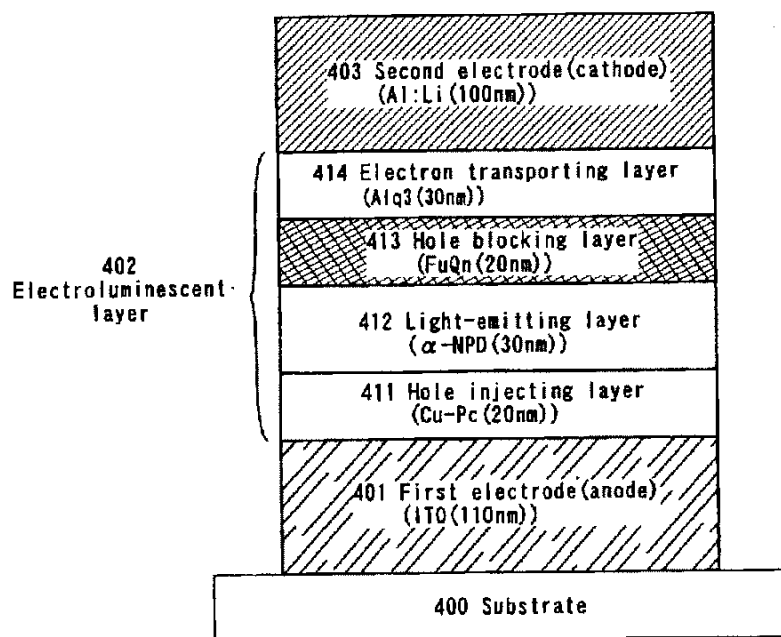 403 Second electrode(cathode)
(Al:Li(100nm))
414 Electron transporting layer
(Alq3(30nm))
413 Hole blocking layer
(FuQn(20nm))
402
Electroluminescent
layer
412 Light-emitting layer
(α-NPD(30nm))
411 Hole injecting layer
(Cu-Pc(20nm))
401 First electrode(anode)
(ITO(110nm))
400 Substrate